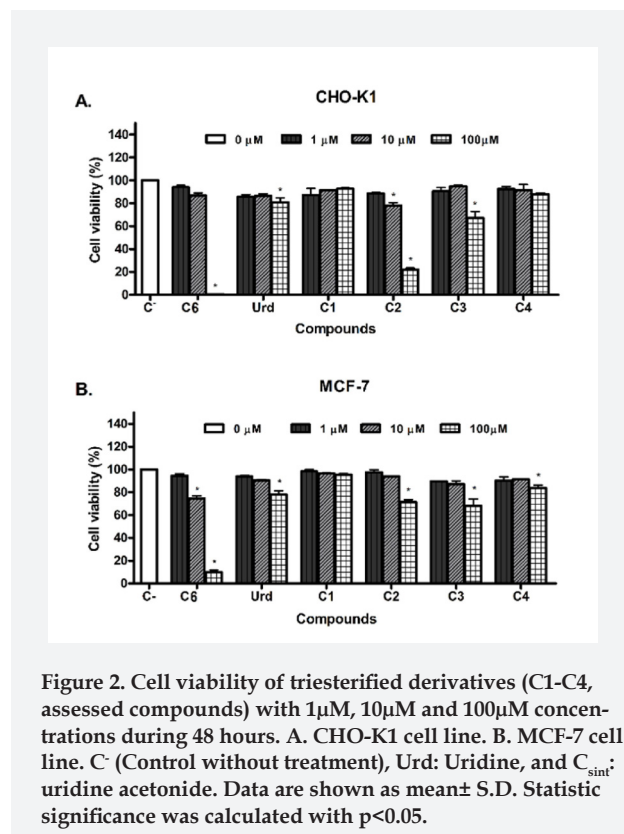 A.
CHO-K1
0 µM 1 µM 10 µM 100µM
Cell viability (%)
140
120
100
80
60
40
20
0
C- C6 Urd C1 C2 C3 C4
Compounds
* * * * *
B.
MCF-7
0 µM 1 µM 10 µM 100µM
Cell viability (%)
140
120
100
80
60
40
20
0
C- C6 Urd C1 C2 C3 C4
Compounds
* * * * * *
Figure 2. Cell viability of triesterified derivatives (C1-C4,
assessed compounds) with 1µM, 10µM and 100µM concen-
trations during 48 hours. A. CHO-K1 cell line. B. MCF-7 cell
line. C- (Control without treatment), Urd: Uridine, and Csint:
uridine acetonide. Data are shown as mean± S.D. Statistic
significance was calculated with p<0.05.